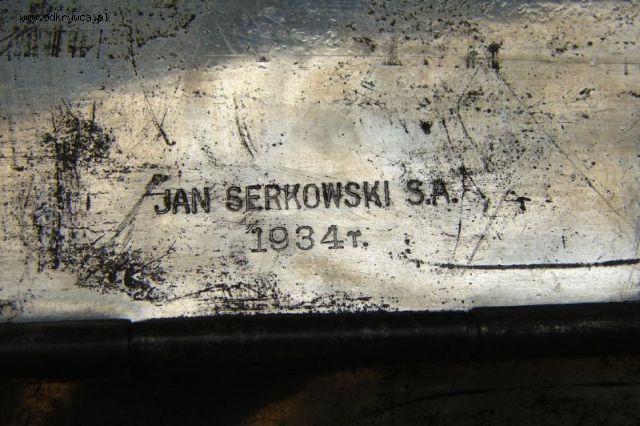 www.odkrywca.pl
JAN SERKOWSKI S.A.
1934r.